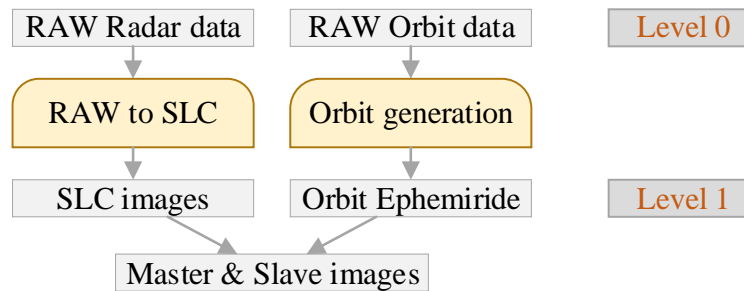 RAW Radar data
RAW Orbit data
Level 0
RAW to SLC
Orbit generation
SLC images
Orbit Ephemiride
Level 1
Master & Slave images